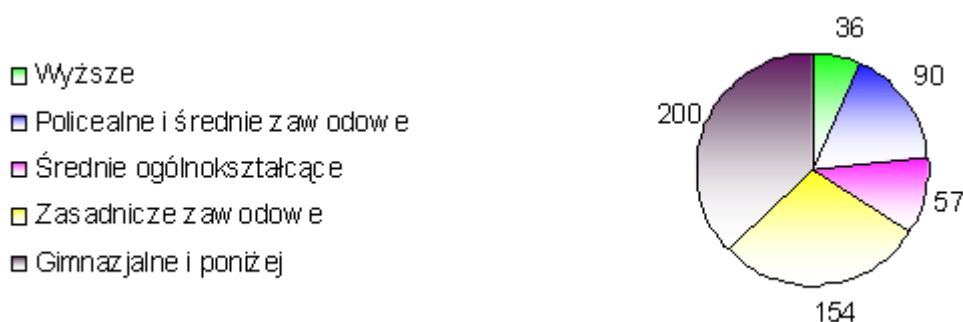 Wyższe
Policealne i średnie zawodowe
Średnie ogólnokształcące
Zasadnicze zawodowe
Gimnazjalne i poniżej
36
90
57
154
200